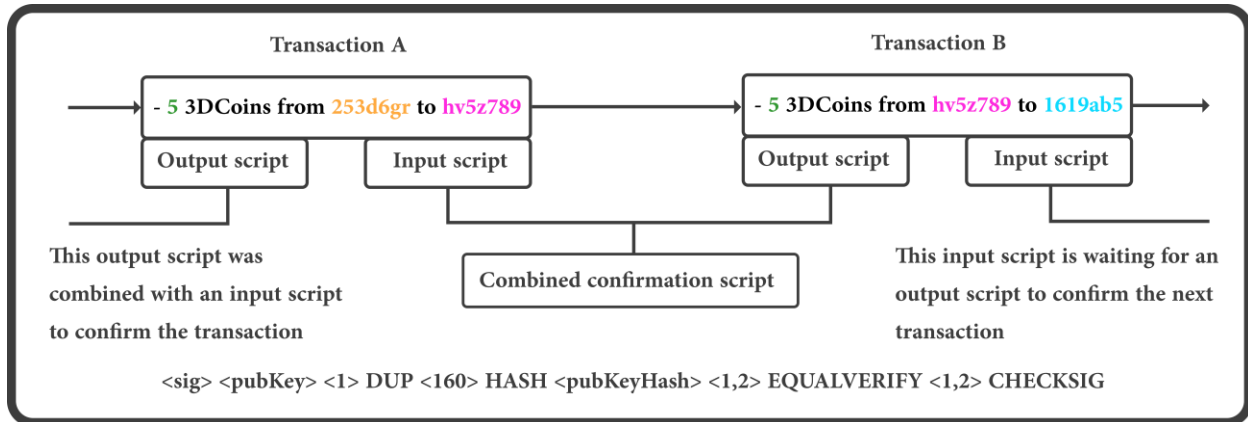 Transaction A
Transaction B
- 5 3DCoins from 253d6gr to hv5z789
- 5 3DCoins from hv5z789 to 1619ab5
Output script
Input script
Output script
Input script
This output script was
combined with an input script
to confirm the transaction
Combined confirmation script
This input script is waiting for an
output script to confirm the next
transaction
<sig> <pubKey> <1> DUP <160> HASH <pubKeyHash> <1,2> EQUALVERIFY <1,2> CHECKSIG